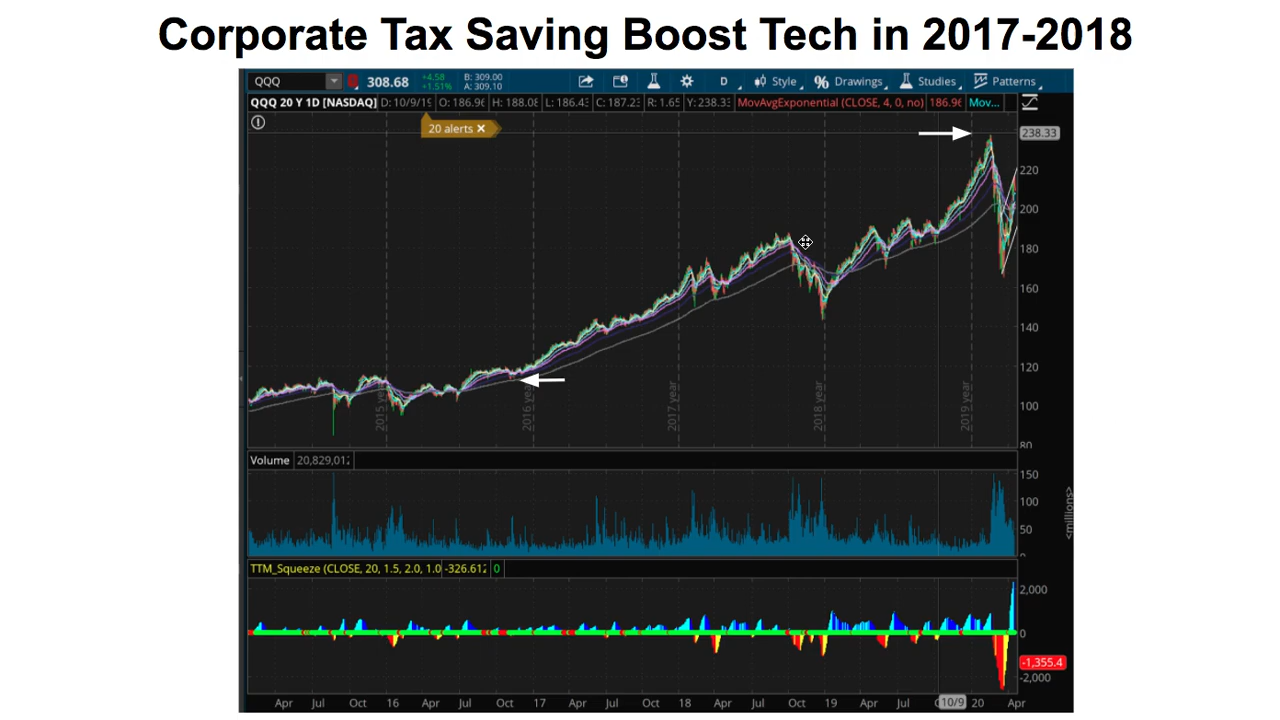 Corporate Tax Saving Boost Tech in 2017-2018
QQQ 308.68 +4.58 +1.51% B: 309.00 A: 309.10 D Style Drawings Studies Patterns
QQQ 20 Y 1D [NASDAQ] D: 10/9/19 O: 186.96 H: 188.08 L: 186.43 C: 187.23 R: 1.65 Y: 238.33 MovAvgExponential (CLOSE, 4, 0, no) 186.96 Mov...
20 alerts
238.33
220
200
180
160
140
120
100
80
2015 year 2016 year 2017 year 2018 year 2019 year
Volume 20,829,012
150
100
50
<millions>
TTM_Squeeze (CLOSE, 20, 1.5, 2.0, 1.0 -326.612 0
2,000
0
-1,355.4
-2,000
Apr Jul Oct 16 Apr Jul Oct 17 Apr Jul Oct 18 Apr Jul Oct 19 Apr Jul 10/9 20 Apr